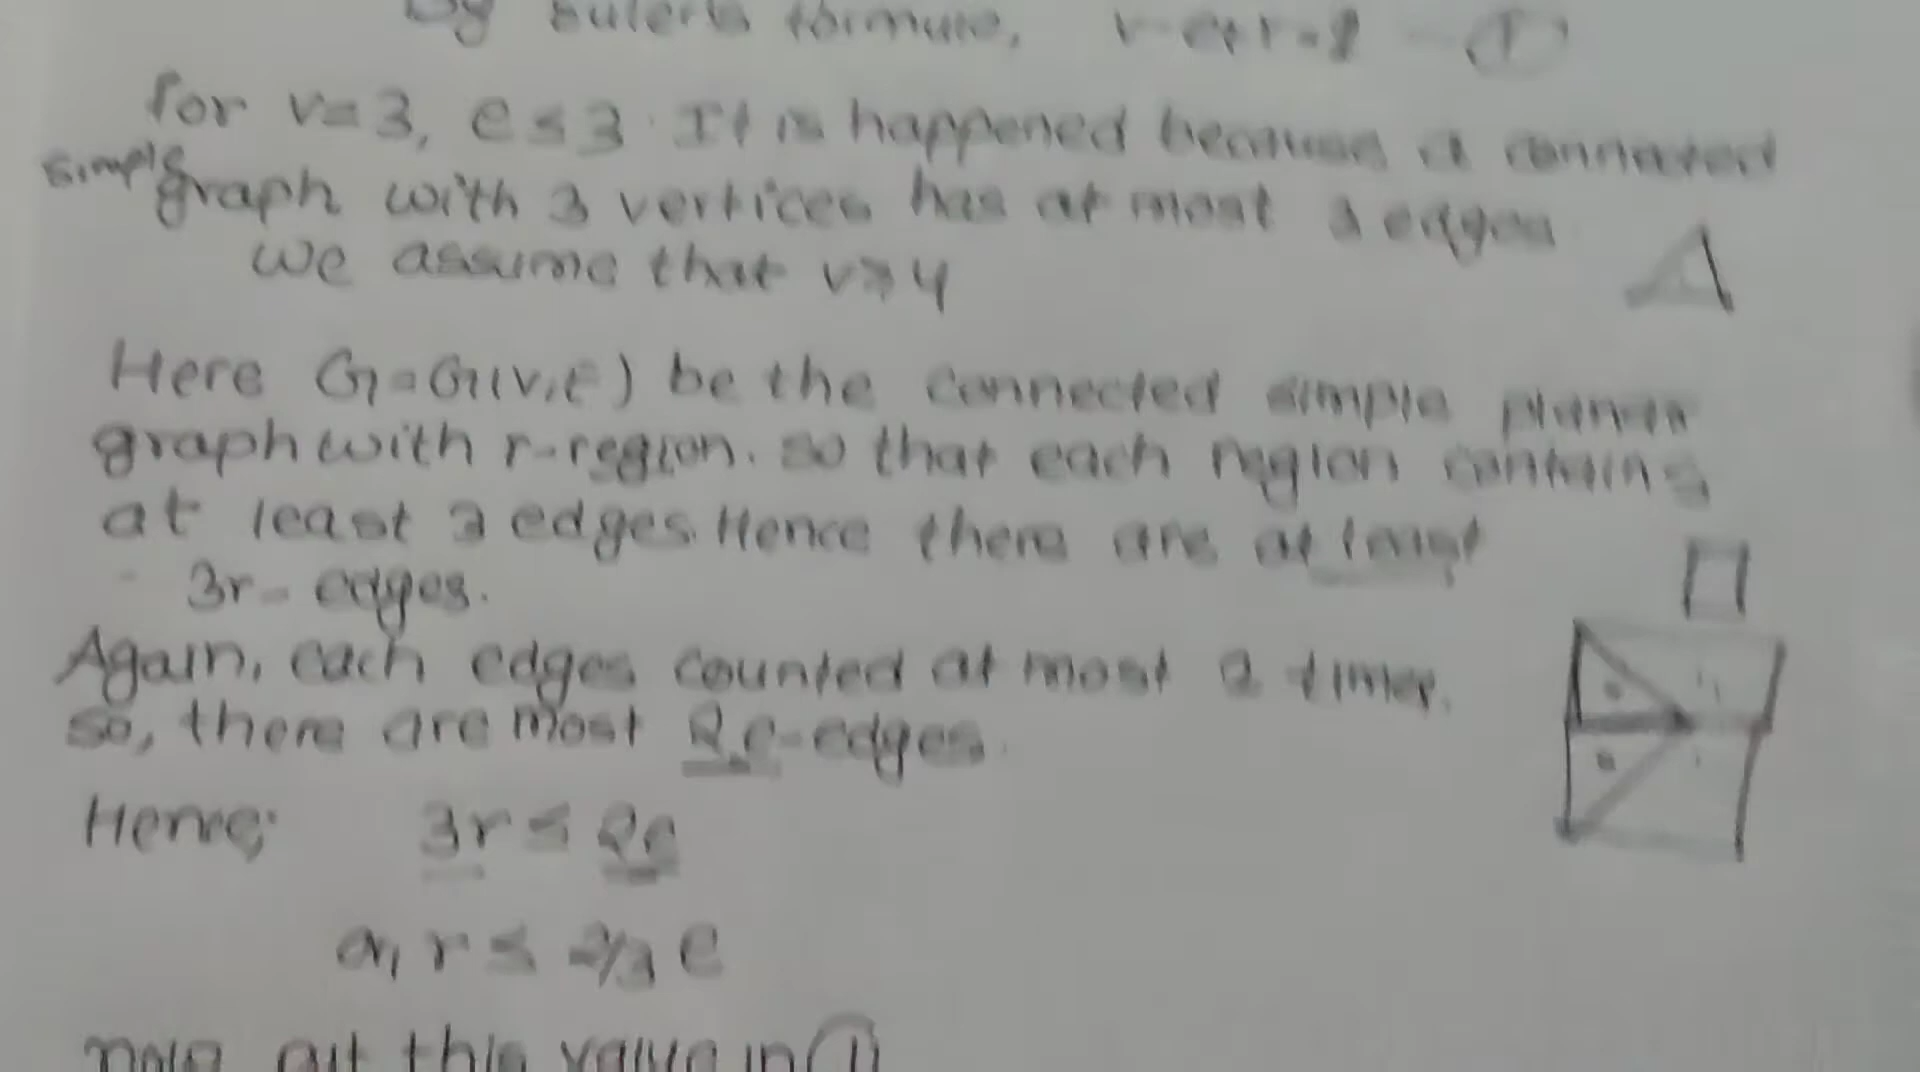 By Euler's formula, v-e+r=2 - ①
for v=3, e≤3. It is happened because a connected
simple graph with 3 vertices has at most 3 edges
we assume that v≥4
Here G=G(V,E) be the connected simple planar
graph with r-region. so that each region contains
at least 3 edges. Hence there are at least
3r- edges.
Again, each edges counted at most 2 times.
so, there are most 2e-edges.
Hence; 3r ≤ 2e
or, r ≤ 2/3 e
now put this value in ①